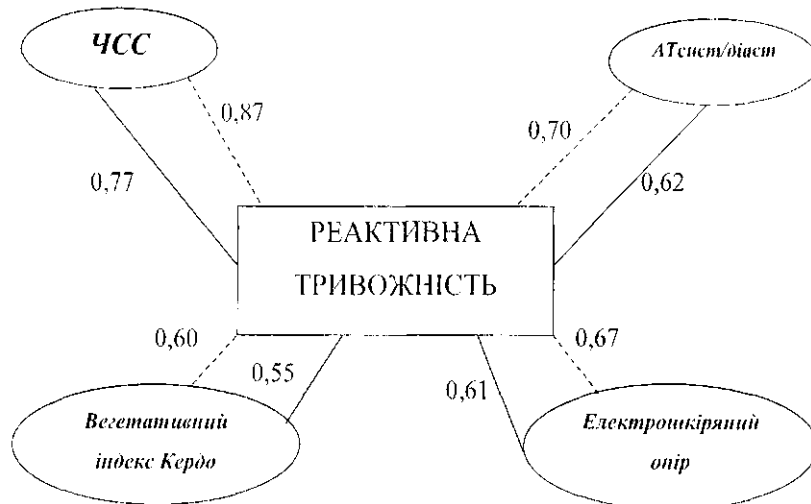 ЧСС
АТсист/діаст
0,87
0,70
0,77
0,62
РЕАКТИВНА
ТРИВОЖНІСТЬ
0,60
0,67
0,55
0,61
Вегетативний
індекс Кердо
Електрошкіряний
опір